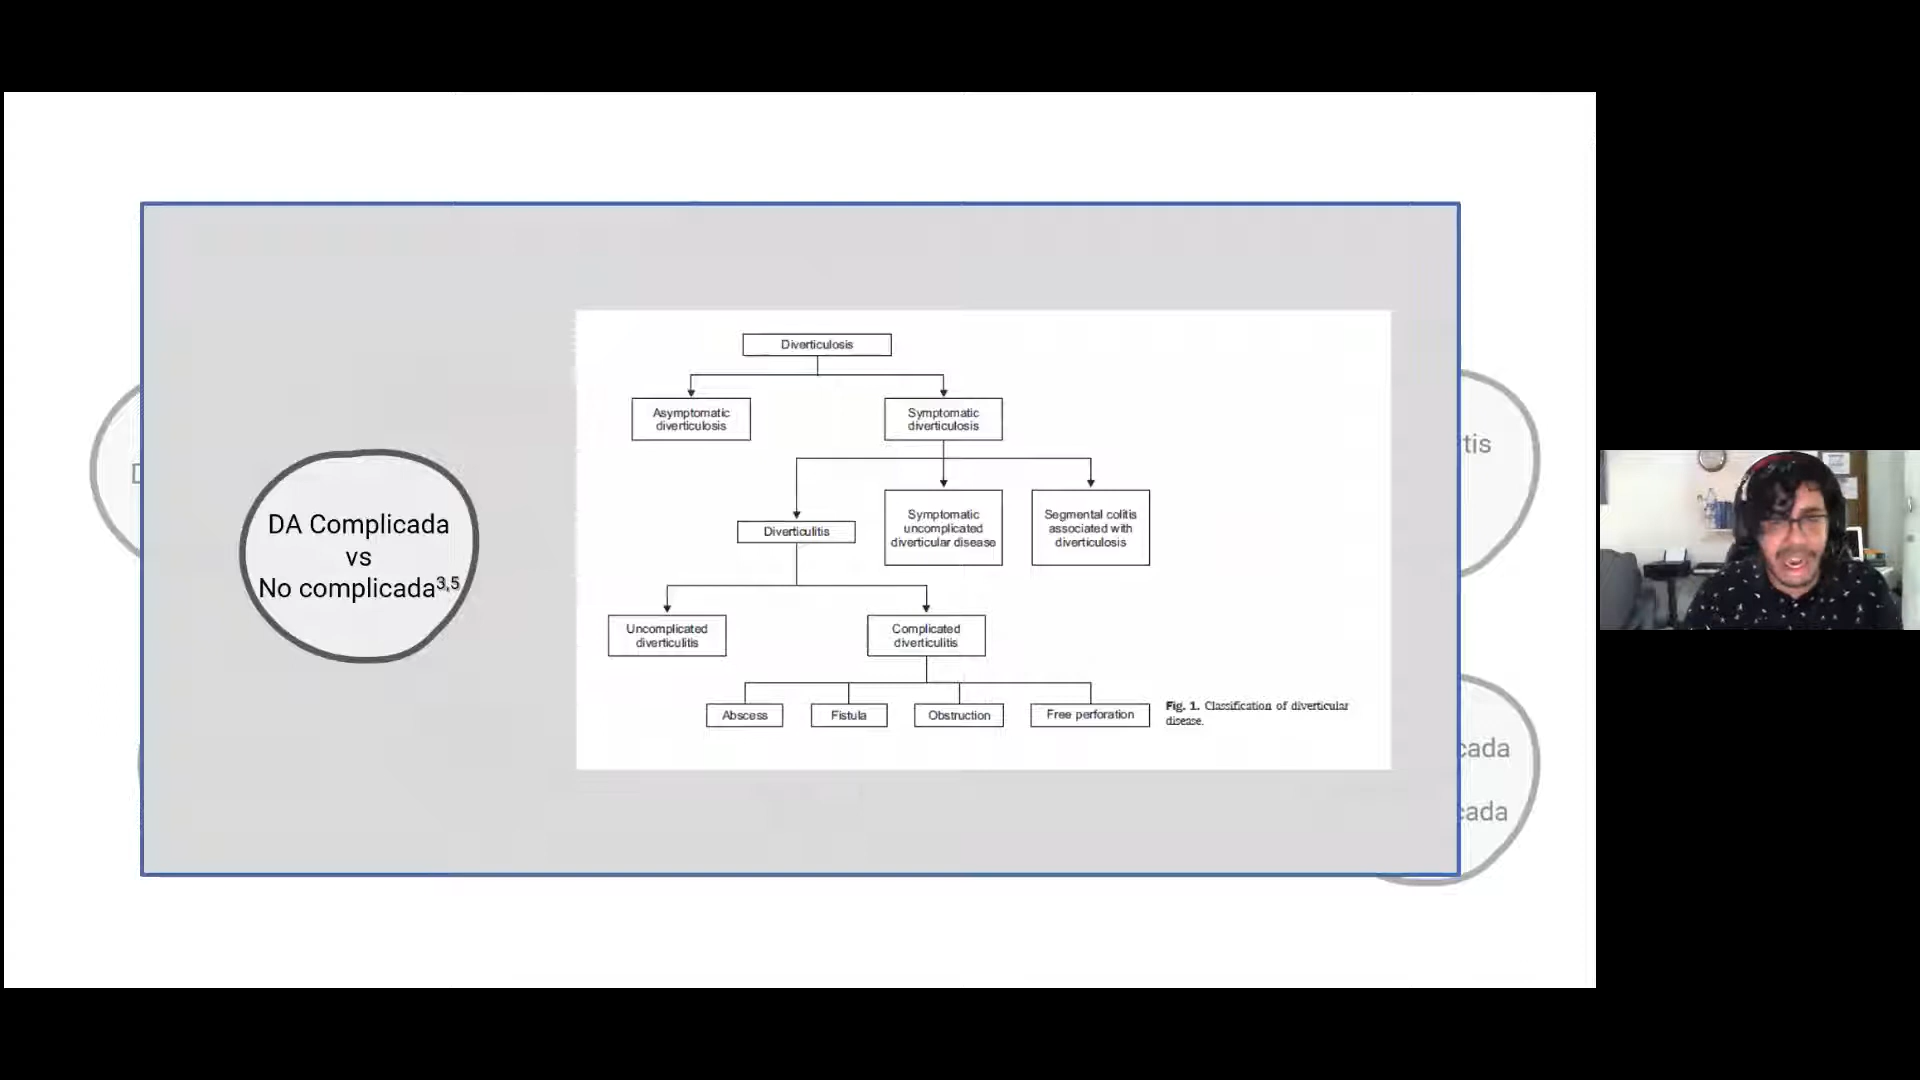 DA Complicada
vs
No complicada3,5
Diverticulosis
Asymptomatic
diverticulosis
Symptomatic
diverticulosis
Diverticulitis
Symptomatic
uncomplicated
diverticular disease
Segmental colitis
associated with
diverticulosis
Uncomplicated
diverticulitis
Complicated
diverticulitis
Abscess
Fistula
Obstruction
Free perforation
Fig. 1. Classification of diverticular
disease.
tis
cada
cada